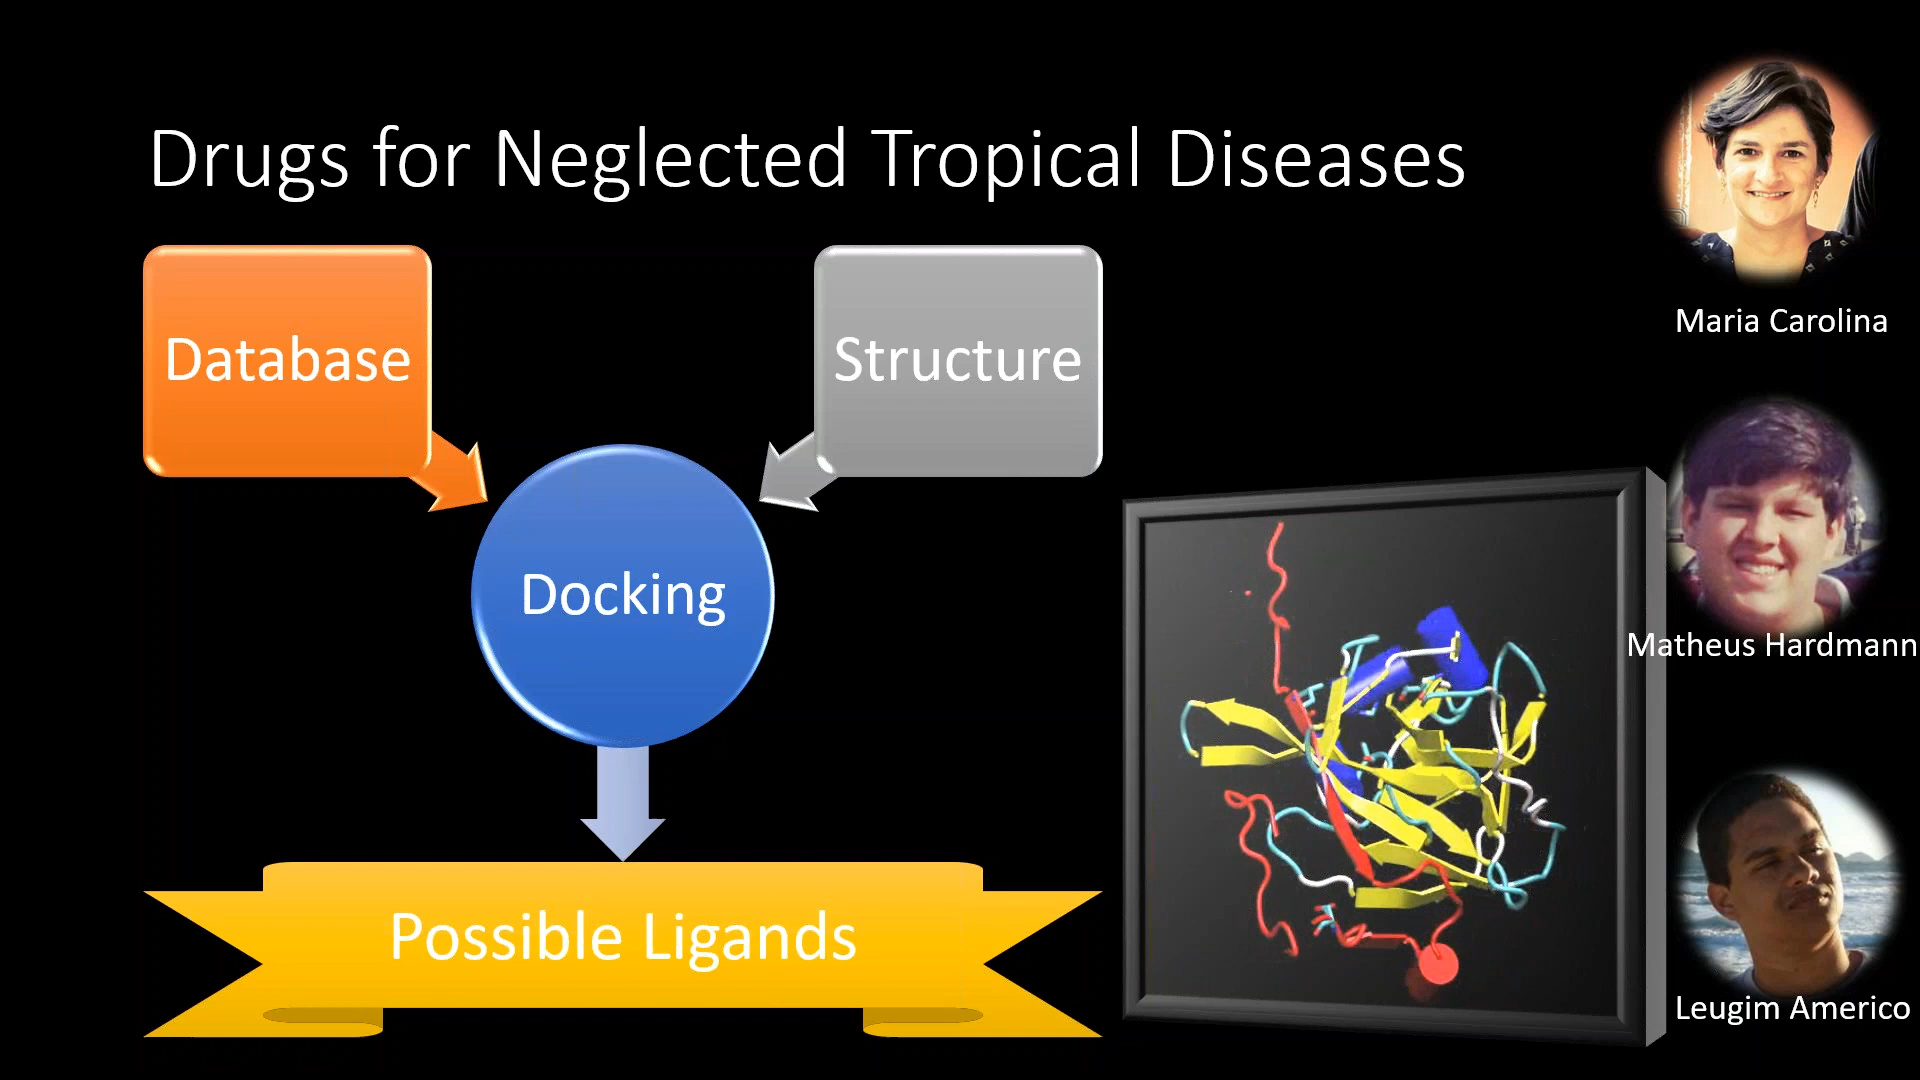 Drugs for Neglected Tropical Diseases
Database
Structure
Docking
Possible Ligands
Maria Carolina
Matheus Hardmann
Leugim Americo